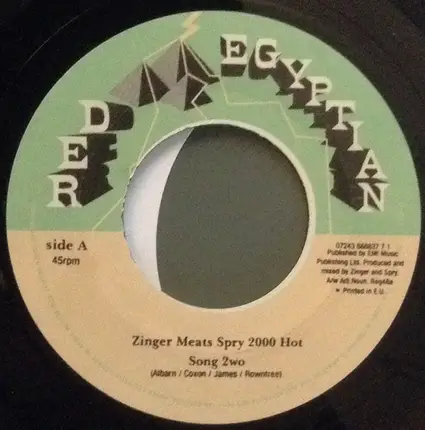 RED EGYPTIAN
side A
45rpm
07243 888637 7 1
Published by EMI Music
Publishing Ltd. Produced and
mixed by Zinger and Spry.
Printed in E.U.
Zinger Meats Spry 2000 Hot
Song 2wo
(Albarn / Coxon / James / Rowntree)